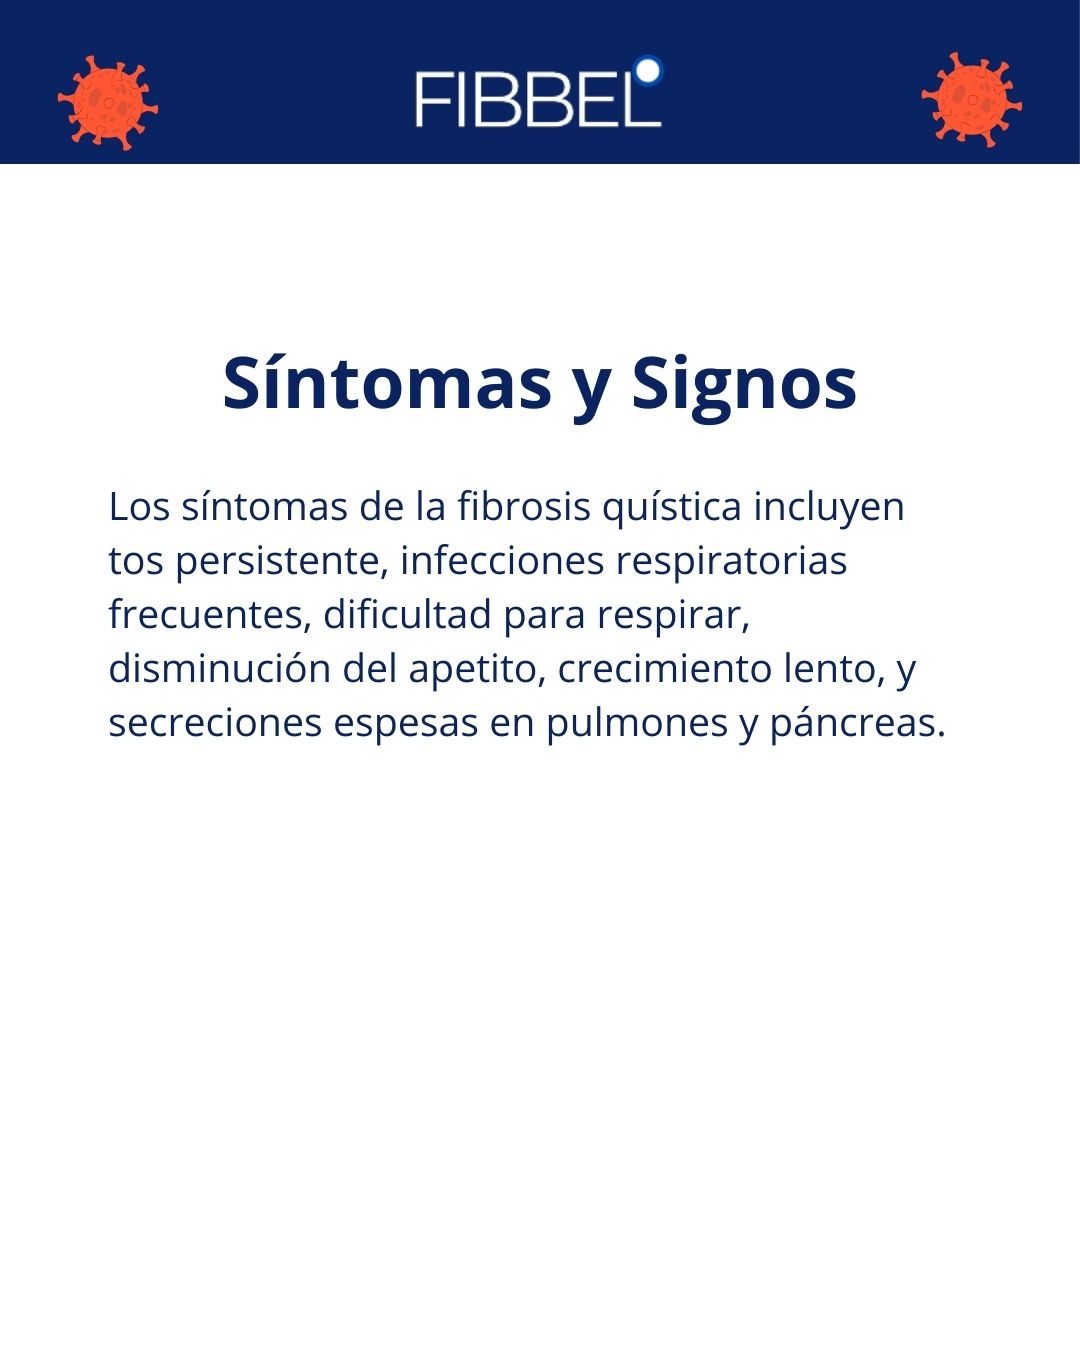 FIBBEL
Síntomas y Signos
Los síntomas de la fibrosis quística incluyen
tos persistente, infecciones respiratorias
frecuentes, dificultad para respirar,
disminución del apetito, crecimiento lento, y
secreciones espesas en pulmones y páncreas.